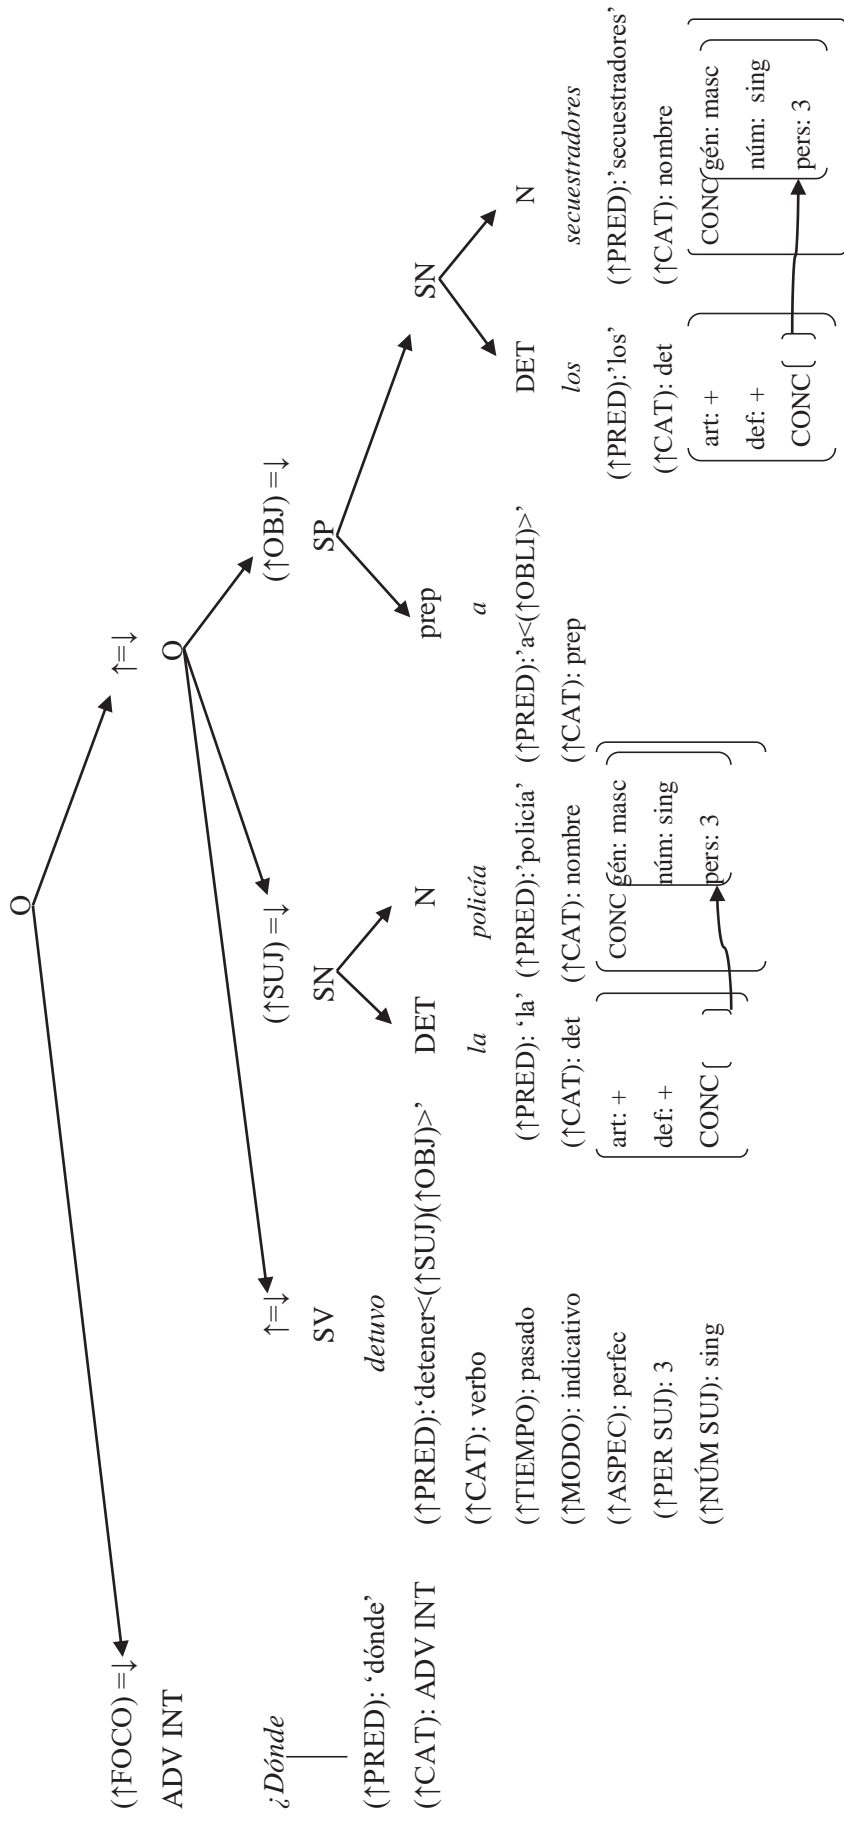 O
(↑FOCO) =↓
↑=↓
ADV INT
O
¿Dónde
↑=↓
(↑SUJ) =↓
(↑OBJ) =↓
SV
SN
SP
(↑PRED): ‘dónde’
detuvo
(↑CAT): ADV INT
(↑PRED):‘detener<(↑SUJ)(↑OBJ)>’
DET
N
prep
SN
(↑CAT): verbo
la
policía
a
(↑TIEMPO): pasado
(↑PRED): ‘la’
(↑PRED):’policía’
(↑PRED):’a<(↑OBLI)>’
DET
N
(↑MODO): indicativo
(↑CAT): det
(↑CAT): nombre
(↑CAT): prep
los
secuestradores
(↑ASPEC): perfec
art: +
CONC gén: masc
(↑PRED):’los’
(↑PRED):’secuestradores’
(↑PER SUJ): 3
def: +
núm: sing
(↑CAT): det
(↑CAT): nombre
(↑NÚM SUJ): sing
CONC
pers: 3
art: +
CONC gén: masc
def: +
núm: sing
CONC
pers: 3